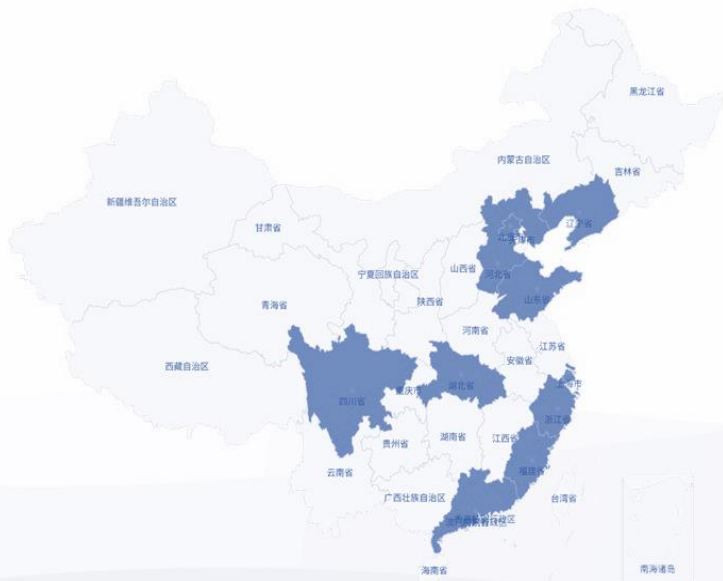 黑龙江省
内蒙古自治区
吉林省
新疆维吾尔自治区
辽宁省
甘肃省
山西省
宁夏回族自治区
河北省
山东省
陕西省
青海省
河南省
江苏省
安徽省
西藏自治区
上海市
湖北省
重庆市
四川省
浙江省
湖南省
江西省
贵州省
福建省
云南省
广西壮族自治区
台湾省
海南省
南海诸岛